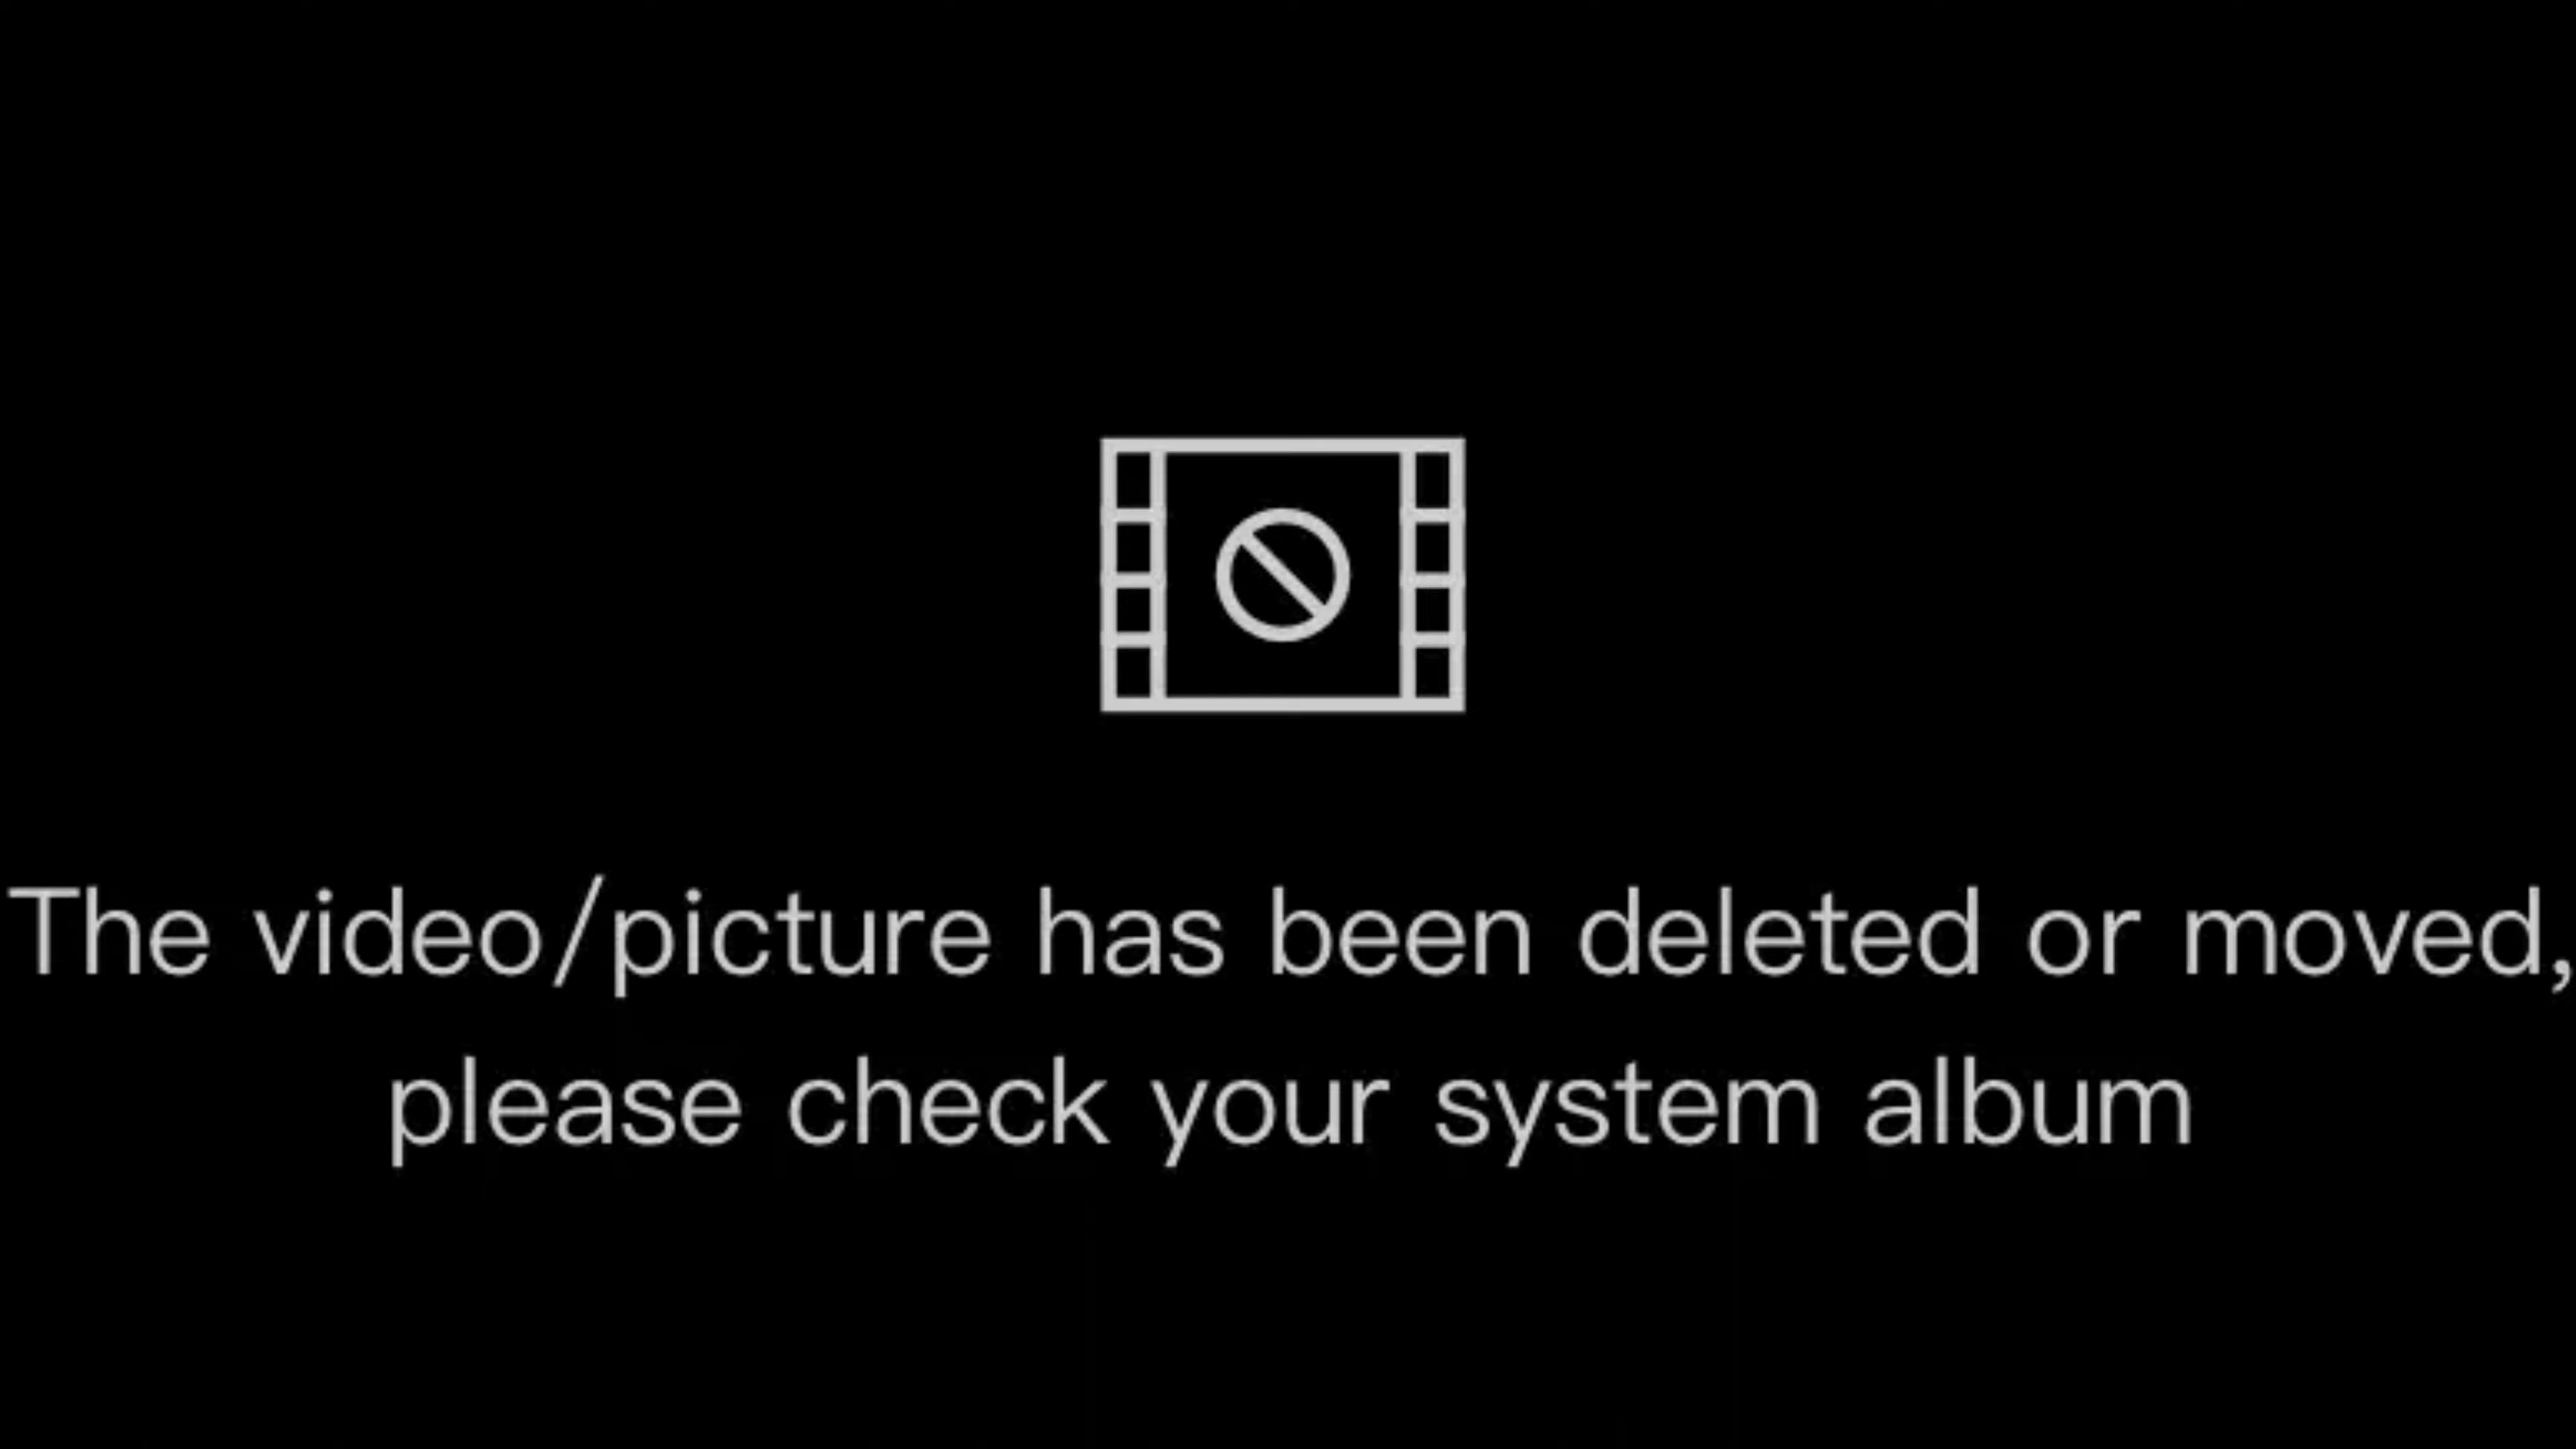 The video/picture has been deleted or moved,
please check your system album